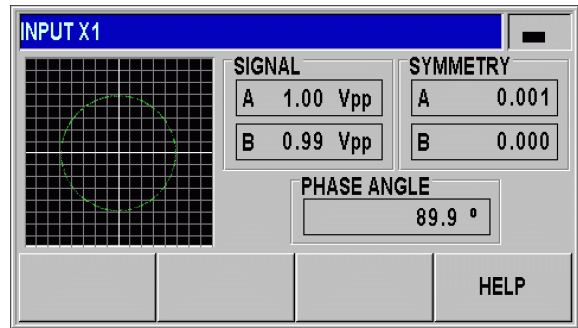 INPUT X1
SIGNAL
A 1.00 Vpp
B 0.99 Vpp
SYMMETRY
A 0.001
B 0.000
PHASE ANGLE
89.9 º
HELP